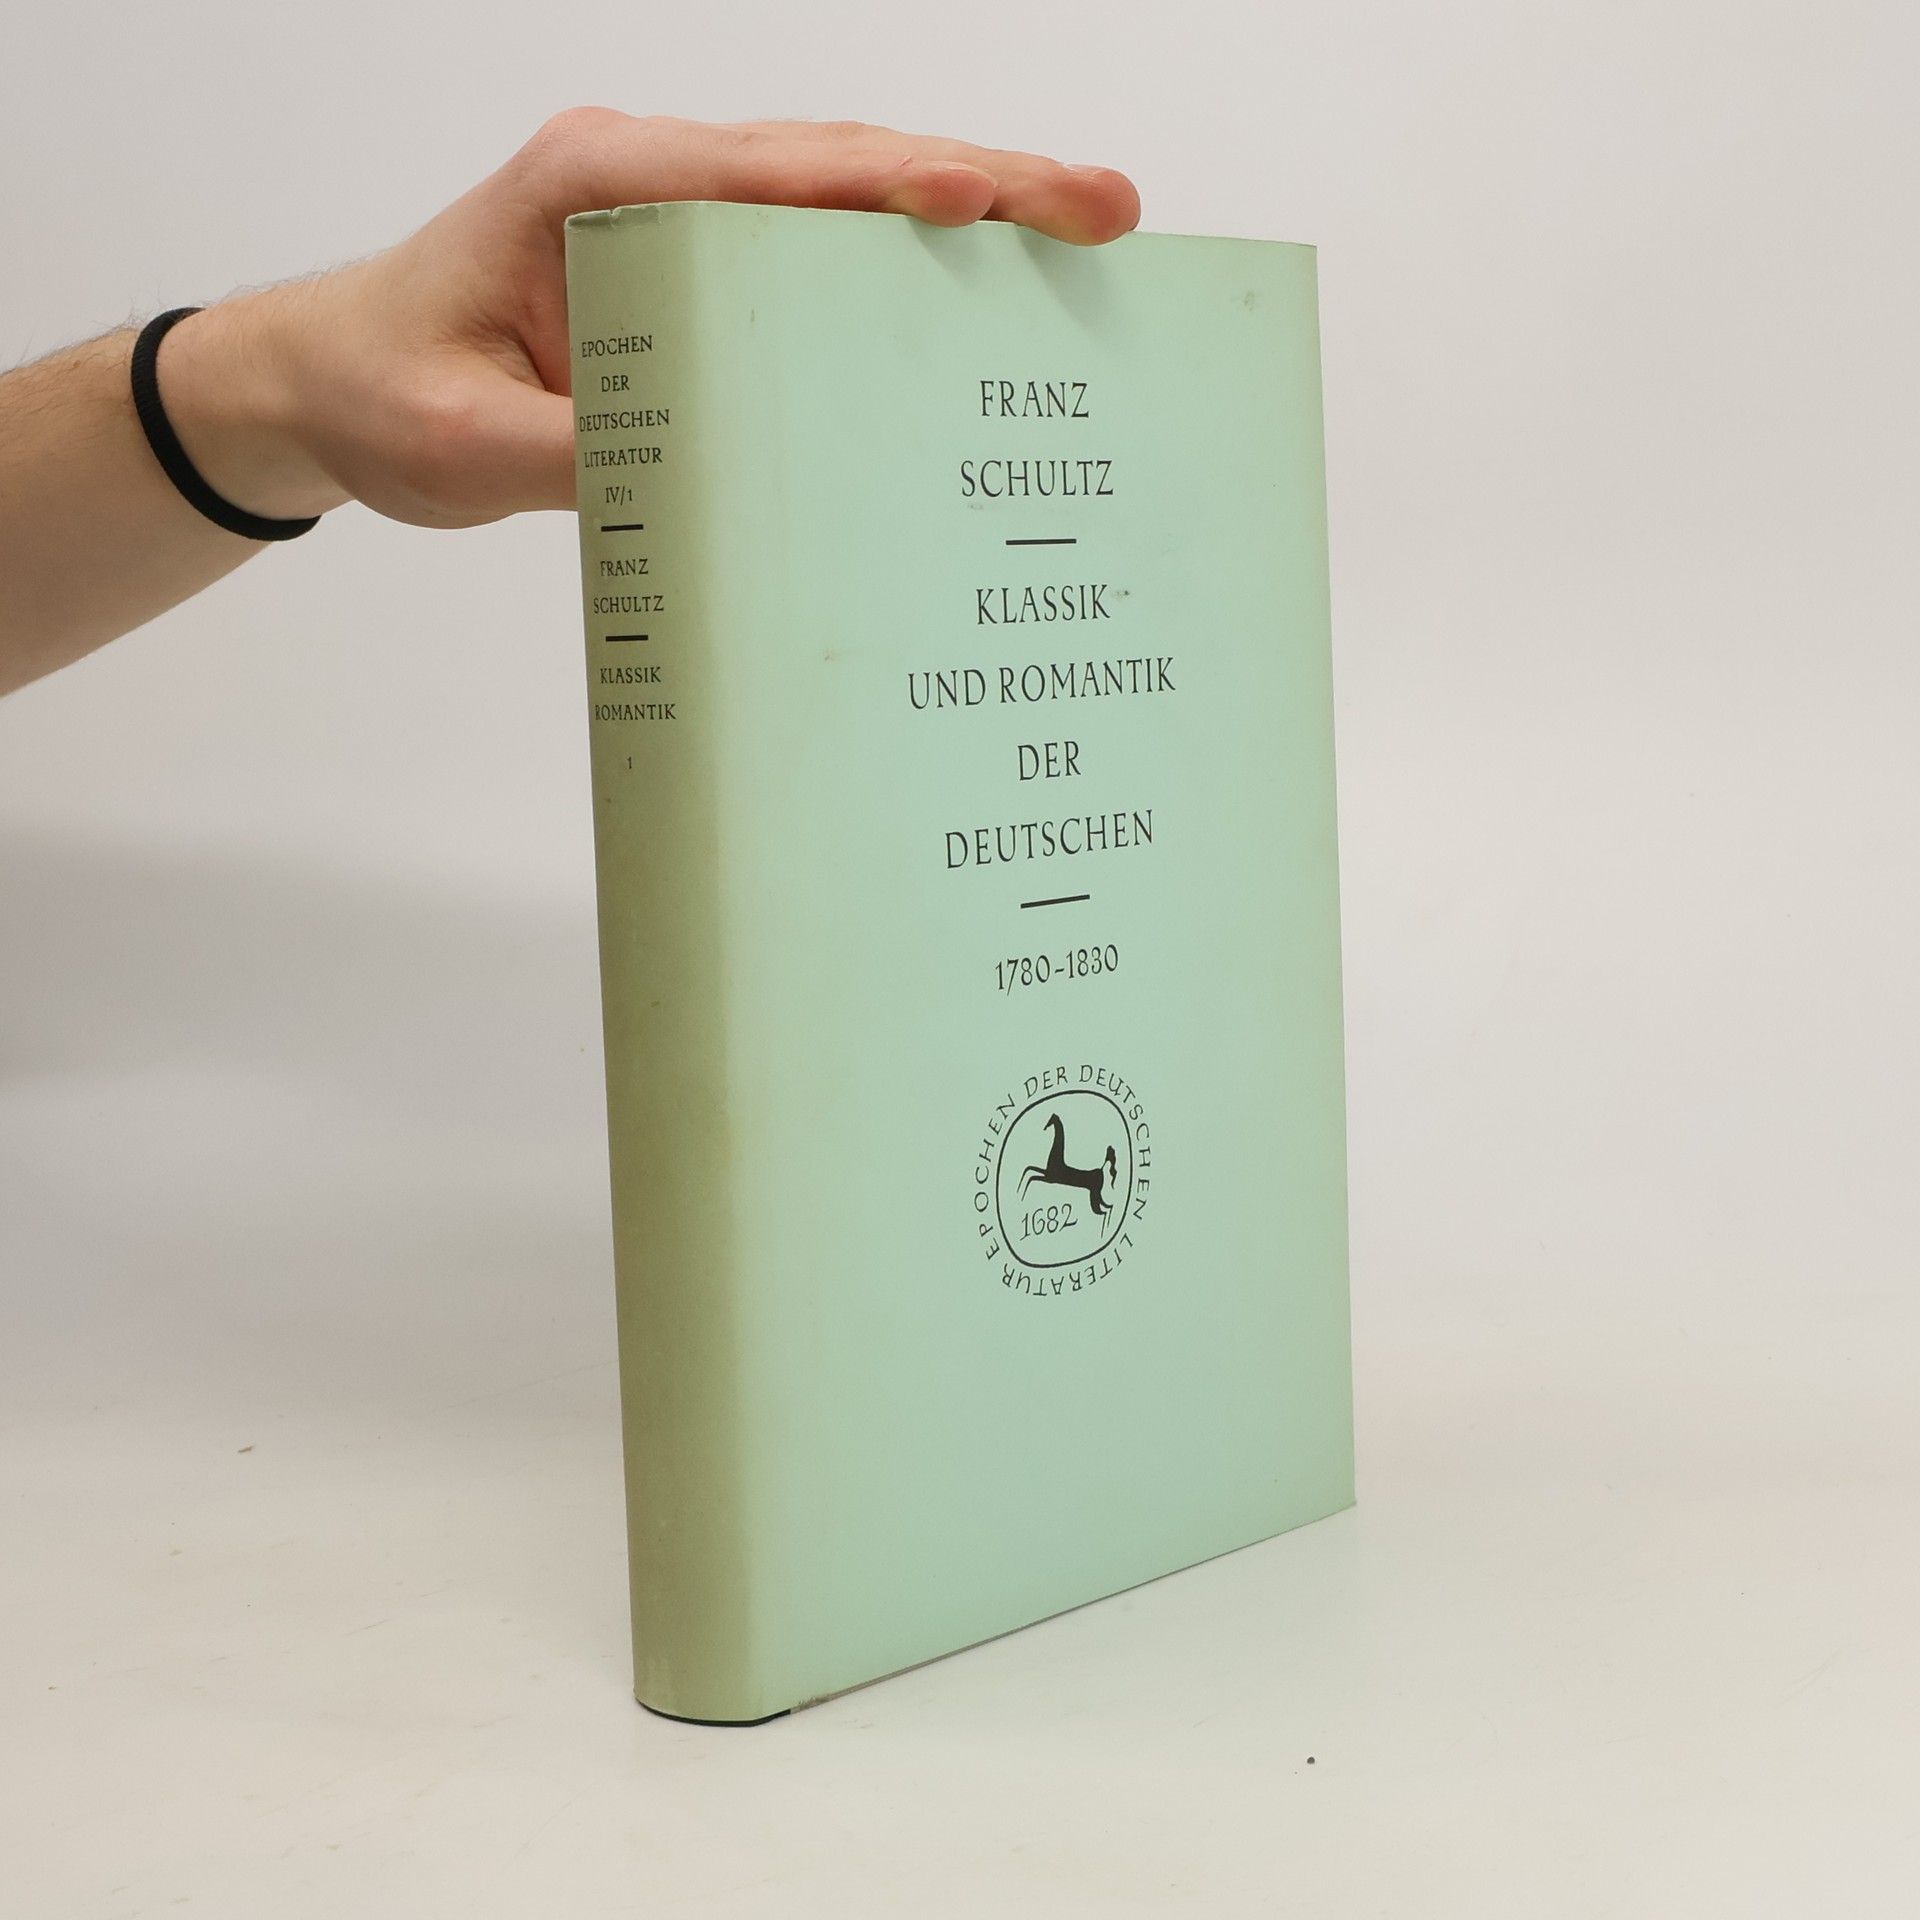 EPOCHEN
DER
DEUTSCHEN
LITERATUR
IV/1
FRANZ
SCHULTZ
KLASSIK
ROMANTIK
1
FRANZ
SCHULTZ
KLASSIK
UND ROMANTIK
DER
DEUTSCHEN
1780-1830
EPOCHEN DER DEUTSCHEN LITERATUR
1682